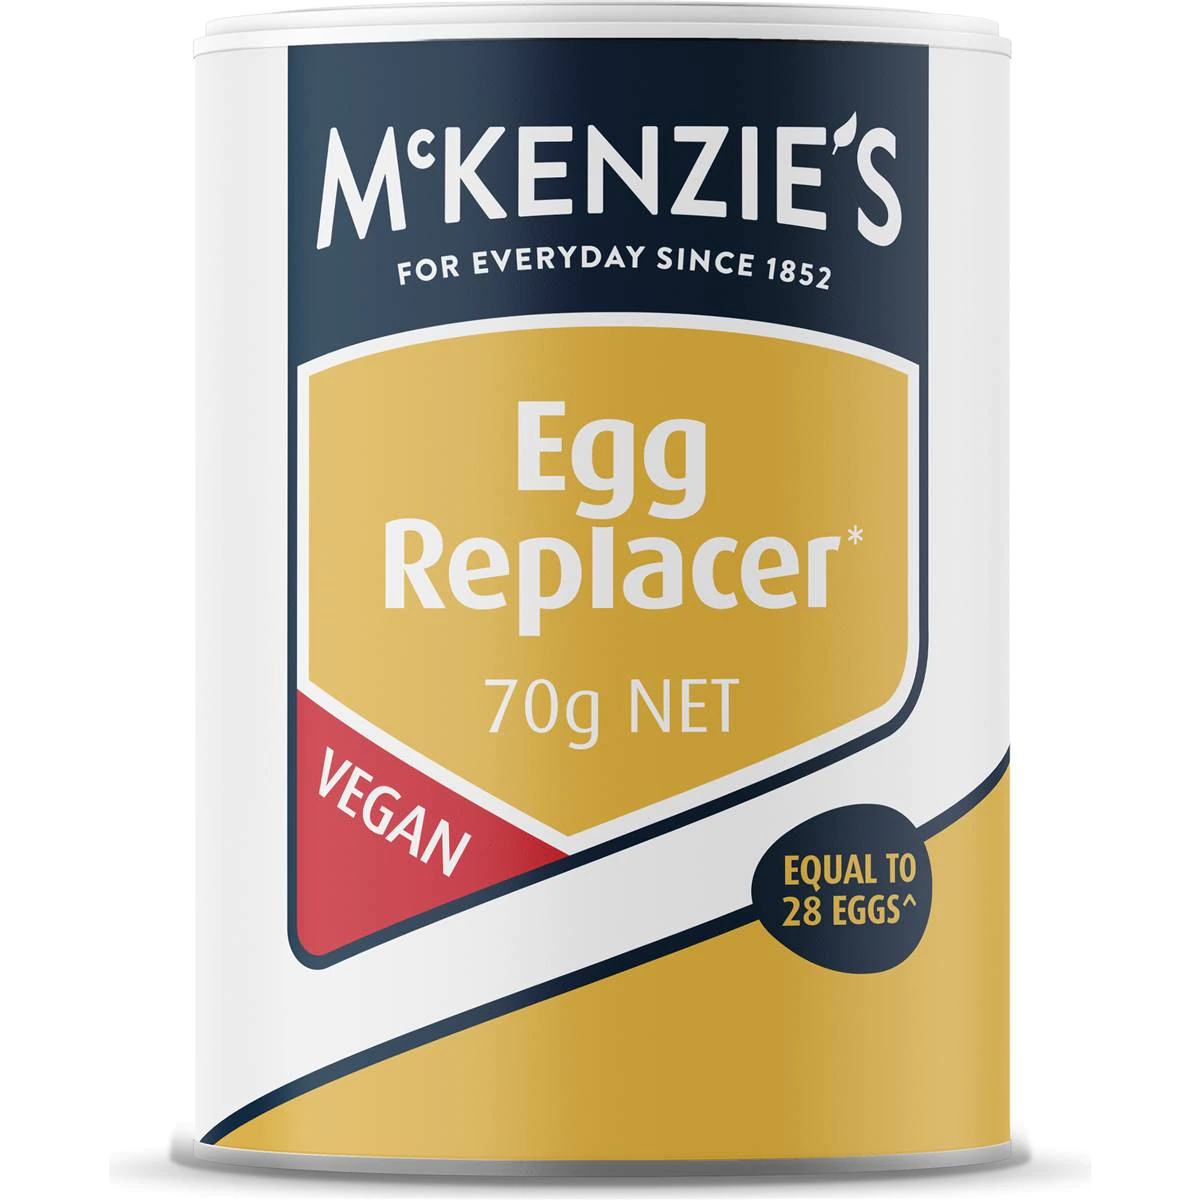 McKENZIE'S
FOR EVERYDAY SINCE 1852
Egg
Replacer*
70g NET
VEGAN
EQUAL TO
28 EGGS^